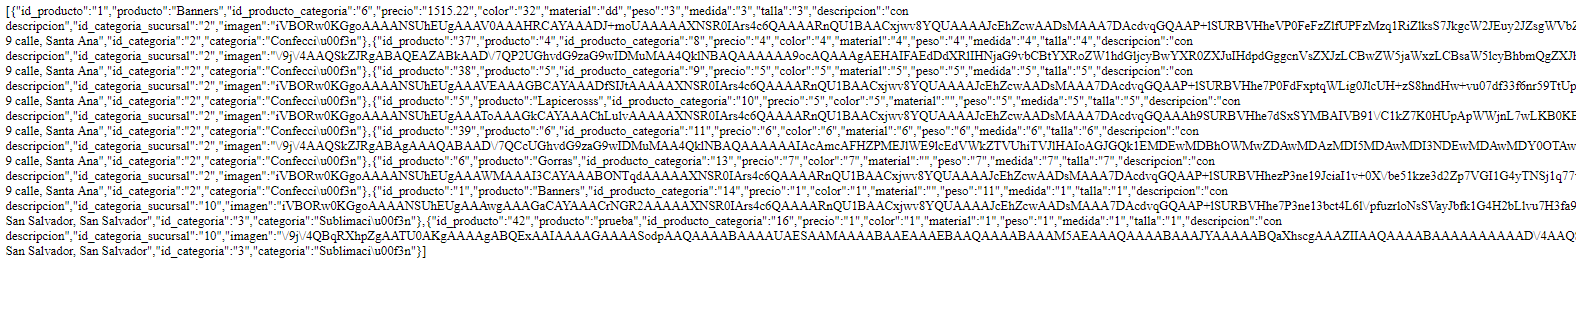 [{"id_producto":"1","producto":"Banners","id_producto_categoria":"6","precio":"1515.22","color":"32","material":"dd","peso":"3","medida":"3","talla":"3","descripcion":"con
descripcion","id_categoria_sucursal":"2","imagen":"iVBORw0KGgoAAAANSUhEUgAAAV0AAAHRCAYAAADJ+moUAAAAAXNSR0IArs4c6QAAAARnQU1BAACxjwv8YQUAAAAJcEhZcwAADsMAAA7DAcdvqGQAAP+lSURBVHheVP0FeFzZlfUPFzMzq1RiZlksS7JkgcW2JEuy2JZsgWVbZ
9 calle, Santa Ana","id_categoria":"2","categoria":"Confecci\u00f3n"},{"id_producto":"37","producto":"4","id_producto_categoria":"8","precio":"4","color":"4","material":"4","peso":"4","medida":"4","talla":"4","descripcion":"con
descripcion","id_categoria_sucursal":"2","imagen":"\/9j\/4AAQSkZJRgABAQEAZABkAAD\/7QP2UGhvdG9zaG9wIDMuMAA4QklNBAQAAAAAA9ocAQAAAgAEHAIFAEdDdXRlIHNjaG9vbCBtYXRoZW1hdGljcyBwYXR0ZXJuIHdpdGggcnVsZXJzLCBwZW5jaWxzLCBsaW5lcyBhbmQgZXJh
9 calle, Santa Ana","id_categoria":"2","categoria":"Confecci\u00f3n"},{"id_producto":"38","producto":"5","id_producto_categoria":"9","precio":"5","color":"5","material":"5","peso":"5","medida":"5","talla":"5","descripcion":"con
descripcion","id_categoria_sucursal":"2","imagen":"iVBORw0KGgoAAAANSUhEUgAAAVEAAAGBCAYAAADfSIJtAAAAAXNSR0IArs4c6QAAAARnQU1BAACxjwv8YQUAAAAJcEhZcwAADsMAAA7DAcdvqGQAAP+lSURBVHhe7P0FdFxptqWLig0JlcUH+zS8hndHw+vu07df33f6nr59TtUp
9 calle, Santa Ana","id_categoria":"2","categoria":"Confecci\u00f3n"},{"id_producto":"5","producto":"Lapicerosss","id_producto_categoria":"10","precio":"5","color":"5","material":"","peso":"5","medida":"5","talla":"5","descripcion":"con
descripcion","id_categoria_sucursal":"2","imagen":"iVBORw0KGgoAAAANSUhEUgAAAToAAAGkCAYAAAChLulvAAAAAXNSR0IArs4c6QAAAARnQU1BAACxjwv8YQUAAAAJcEhZcwAADsMAAA7DAcdvqGQAAAh9SURBVHhe7dSxSYMBAIVB91\/C1kZ7K0HUpApWWjnL7wLKB0KE
9 calle, Santa Ana","id_categoria":"2","categoria":"Confecci\u00f3n"},{"id_producto":"39","producto":"6","id_producto_categoria":"11","precio":"6","color":"6","material":"6","peso":"6","medida":"6","talla":"6","descripcion":"con
descripcion","id_categoria_sucursal":"2","imagen":"\/9j\/4AAQSkZJRgABAgAAAQABAAD\/7QCcUGhvdG9zaG9wIDMuMAA4QklNBAQAAAAAAIAcAmcAFHZPMEJlWE9lcEdVWkZTVUhiTVJlHAIoAGJGQk1EMDEwMDBhOWMwZDAwMDAzMDI5MDAwMDI3NDEwMDAwMDY0OTAw
9 calle, Santa Ana","id_categoria":"2","categoria":"Confecci\u00f3n"},{"id_producto":"6","producto":"Gorras","id_producto_categoria":"13","precio":"7","color":"7","material":"","peso":"7","medida":"7","talla":"7","descripcion":"con
descripcion","id_categoria_sucursal":"2","imagen":"iVBORw0KGgoAAAANSUhEUgAAAWMAAAI3CAYAAABONTqdAAAAAXNSR0IArs4c6QAAAARnQU1BAACxjwv8YQUAAAAJcEhZcwAADsMAAA7DAcdvqGQAAP+lSURBVHhezP3ne19JciaI1v+0X\/be51kze3d2Zp7VGI1G4yTNSj1q77
9 calle, Santa Ana","id_categoria":"2","categoria":"Confecci\u00f3n"},{"id_producto":"1","producto":"Banners","id_producto_categoria":"14","precio":"1","color":"1","material":"","peso":"11","medida":"1","talla":"1","descripcion":"con
descripcion","id_categoria_sucursal":"10","imagen":"iVBORw0KGgoAAAANSUhEUgAAAwgAAAGaCAYAAACrNGR2AAAAAXNSR0IArs4c6QAAAARnQU1BAACxjwv8YQUAAAAJcEhZcwAADsMAAA7DAcdvqGQAAP+lSURBVHhe7P3ne13bct4L6l\/pfuzrloNsSVayJbfk1G4H2bL1vu7H3fa9
San Salvador, San Salvador","id_categoria":"3","categoria":"Sublimaci\u00f3n"},{"id_producto":"42","producto":"prueba","id_producto_categoria":"16","precio":"1","color":"1","material":"1","peso":"1","medida":"1","talla":"1","descripcion":"con
descripcion","id_categoria_sucursal":"10","imagen":"\/9j\/4QBqRXhpZgAATU0AKgAAAAgABQExAAIAAAAGAAAASodpAAQAAAABAAAAUAESAAMAAAABAAEAAAEBAAQAAAABAAAM5AEAAAQAAAABAAAJYAAAAABQaXhscgAAAZIIAAQAAAABAAAAAAAAAAD\/4AAQS
San Salvador, San Salvador","id_categoria":"3","categoria":"Sublimaci\u00f3n"}]